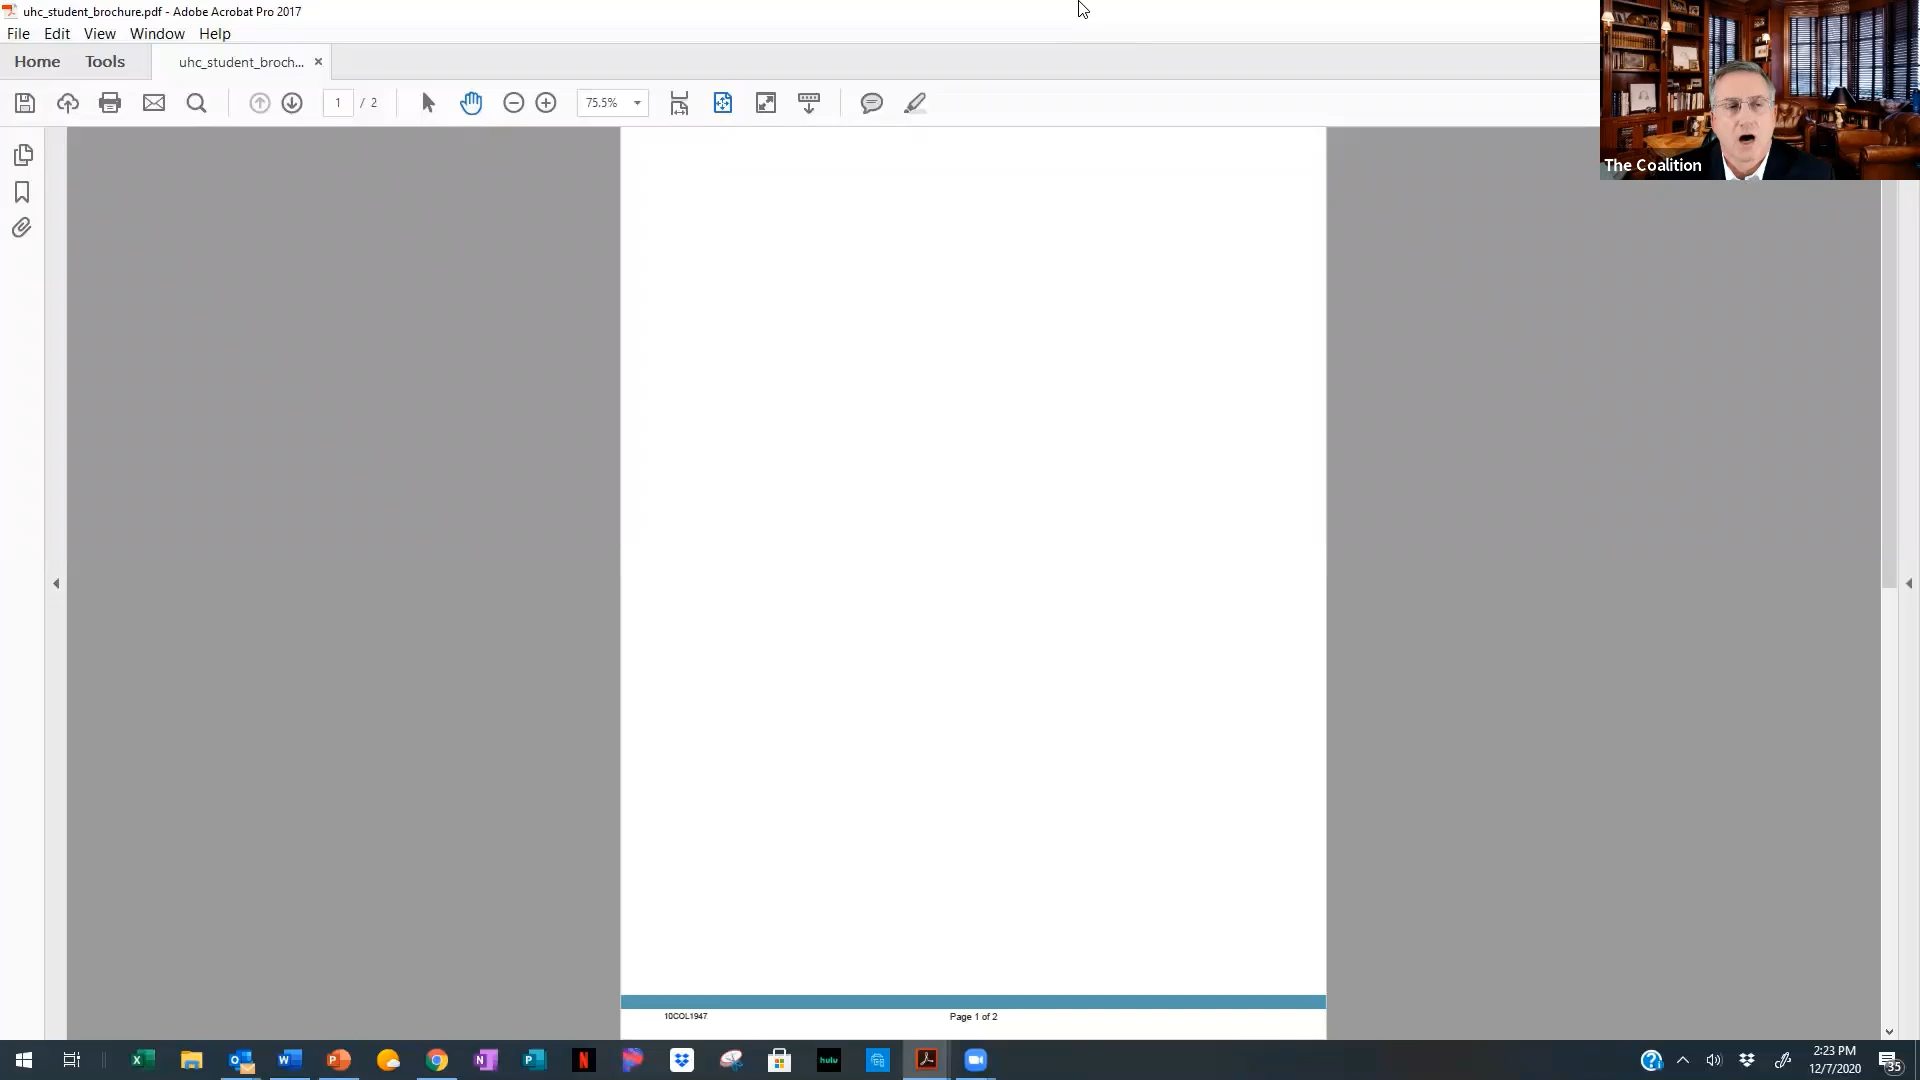 uhc_student_brochure.pdf - Adobe Acrobat Pro 2017
File Edit View Window Help
Home Tools uhc_student_broch... ×
1 / 2 75.5%
The Coalition
10COL1947 Page 1 of 2
hulu
2:23 PM
12/7/2020
35